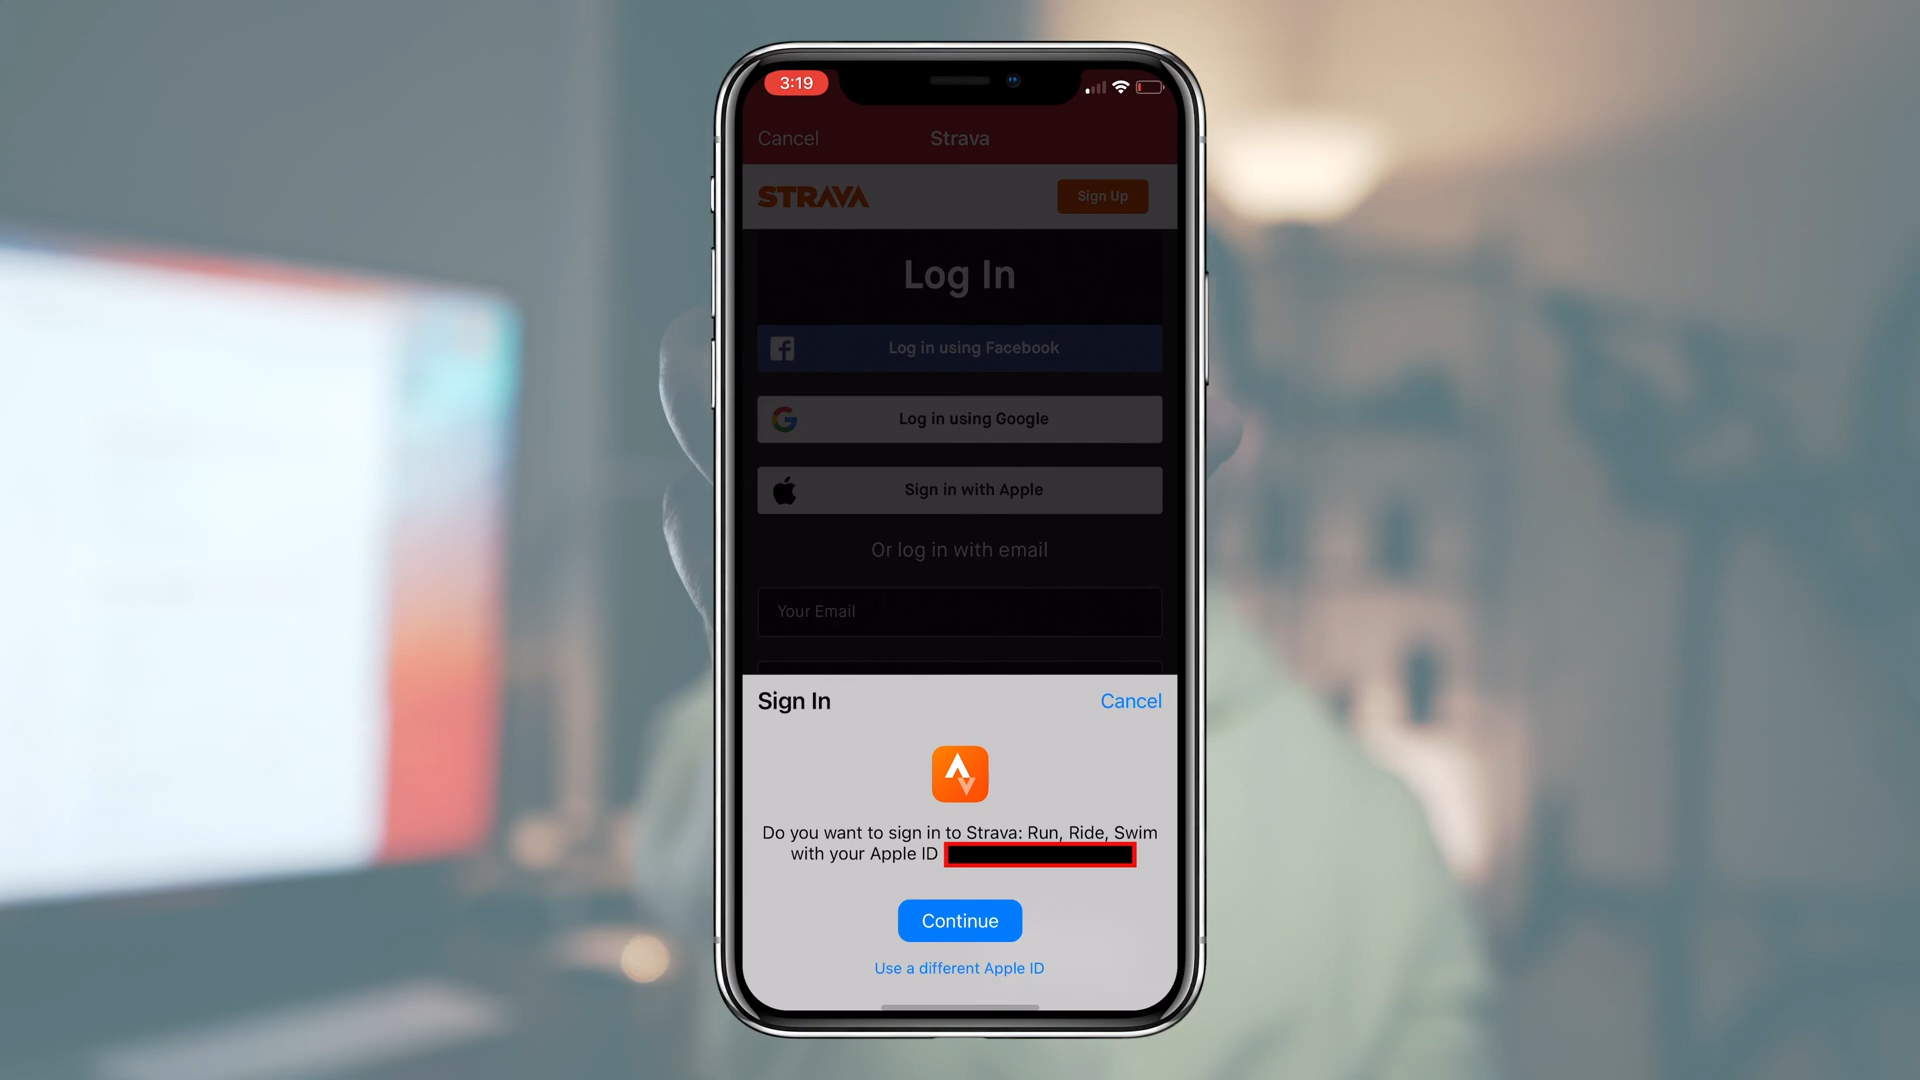 3:19
Cancel
Strava
STRAVA
Sign Up
Log In
Log in using Facebook
Log in using Google
Sign in with Apple
Or log in with email
Your Email
Sign In
Cancel
Do you want to sign in to Strava: Run, Ride, Swim
with your Apple ID
Continue
Use a different Apple ID